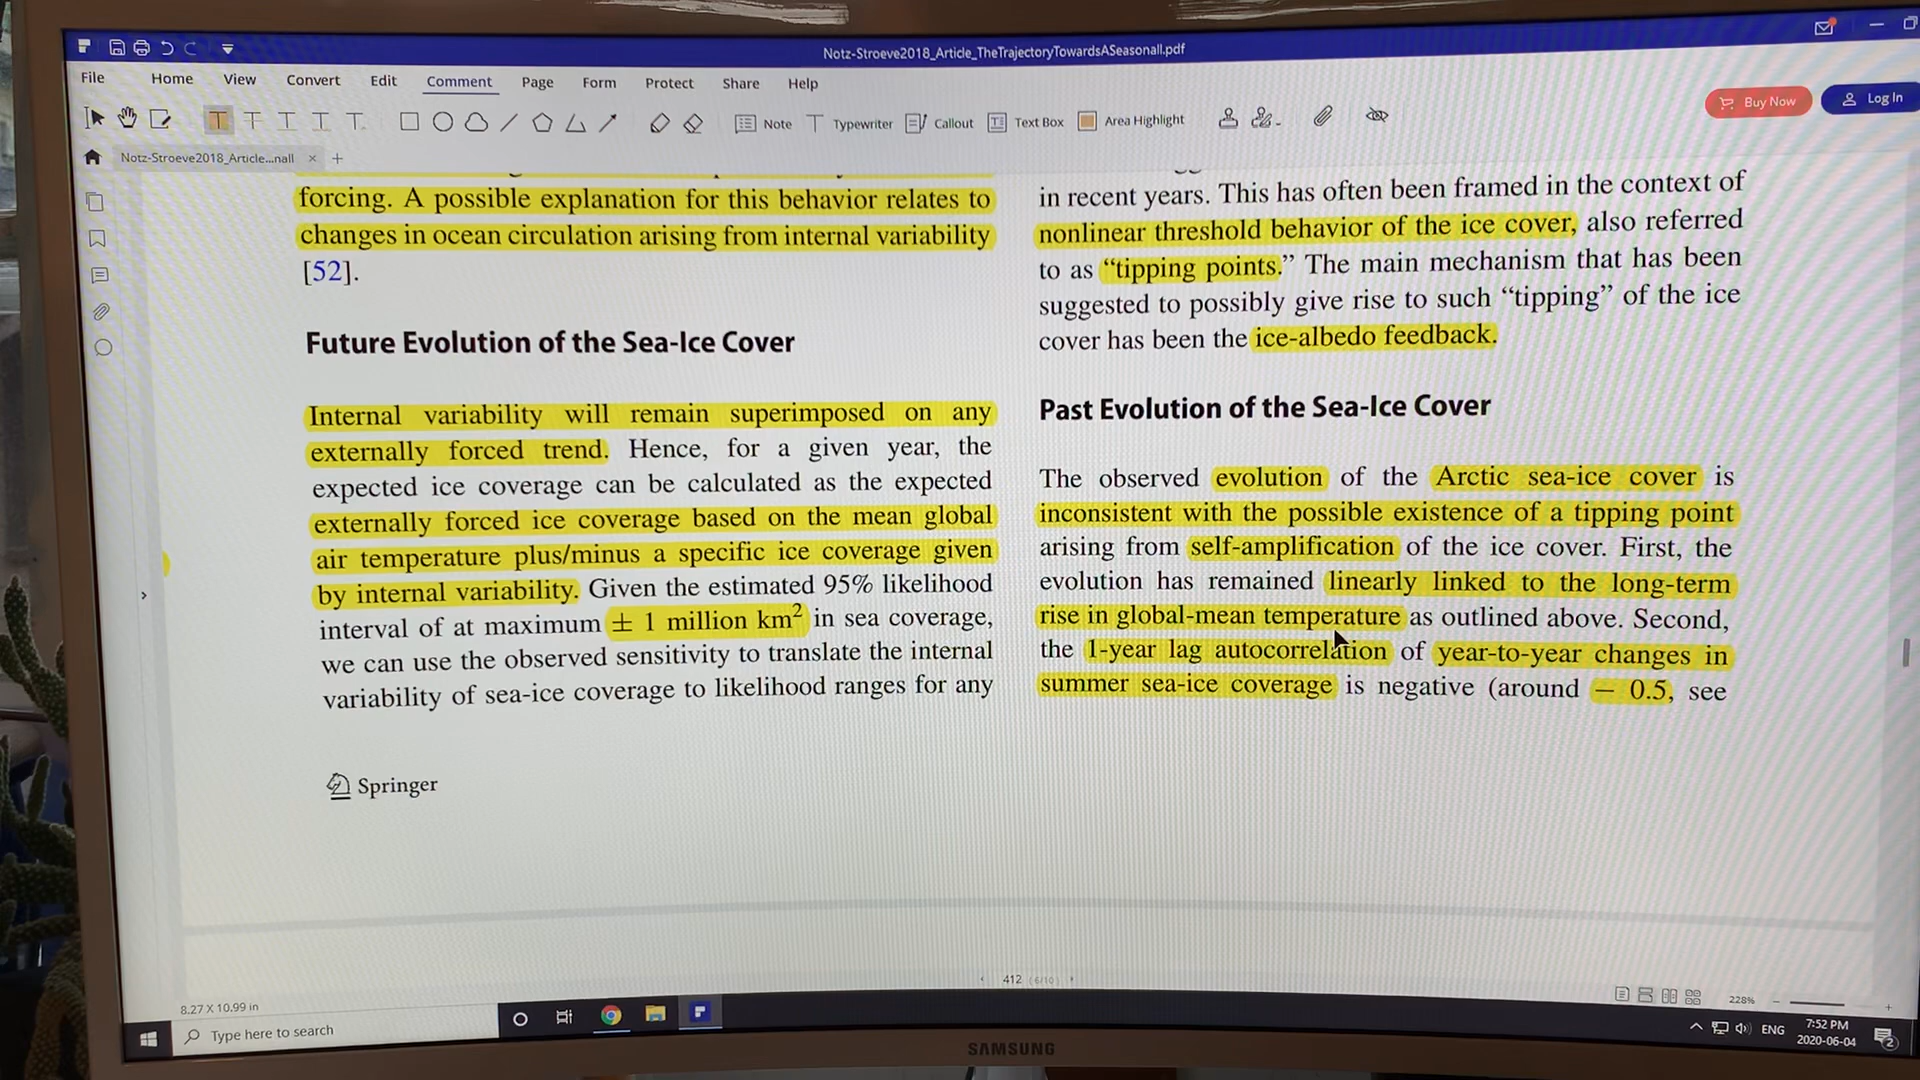 Notz-Stroeve2018_Article_TheTrajectoryTowardsASeasonall.pdf
File Home View Convert Edit Comment Page Form Protect Share Help
Buy Now
Log In
Note Typewriter Callout Text Box Area Highlight
Notz-Stroeve2018_Article...nall × +
forcing. A possible explanation for this behavior relates to
changes in ocean circulation arising from internal variability
[52].
Future Evolution of the Sea-Ice Cover
Internal variability will remain superimposed on any
externally forced trend. Hence, for a given year, the
expected ice coverage can be calculated as the expected
externally forced ice coverage based on the mean global
air temperature plus/minus a specific ice coverage given
by internal variability. Given the estimated 95% likelihood
interval of at maximum ± 1 million km² in sea coverage,
we can use the observed sensitivity to translate the internal
variability of sea-ice coverage to likelihood ranges for any
Springer
in recent years. This has often been framed in the context of
nonlinear threshold behavior of the ice cover, also referred
to as “tipping points.” The main mechanism that has been
suggested to possibly give rise to such “tipping” of the ice
cover has been the ice-albedo feedback.
Past Evolution of the Sea-Ice Cover
The observed evolution of the Arctic sea-ice cover is
inconsistent with the possible existence of a tipping point
arising from self-amplification of the ice cover. First, the
evolution has remained linearly linked to the long-term
rise in global-mean temperature as outlined above. Second,
the 1-year lag autocorrelation of year-to-year changes in
summer sea-ice coverage is negative (around − 0.5, see
412 (6/10)
8.27 X 10.99 in
228%
Type here to search
ENG
7:52 PM
2020-06-04
2
SAMSUNG